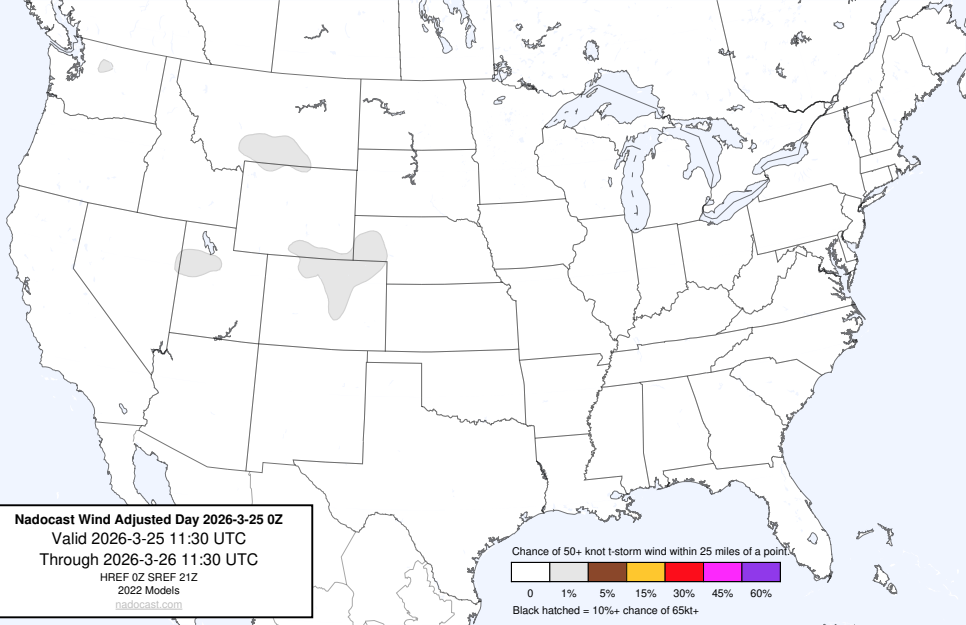 Nadocast Wind Adjusted Day 2026-3-25 0Z
Valid 2026-3-25 11:30 UTC
Through 2026-3-26 11:30 UTC
HREF 0Z SREF 21Z
2022 Models
nadocast.com
Chance of 50+ knot t-storm wind within 25 miles of a point.
0 1% 5% 15% 30% 45% 60%
Black hatched = 10%+ chance of 65kt+